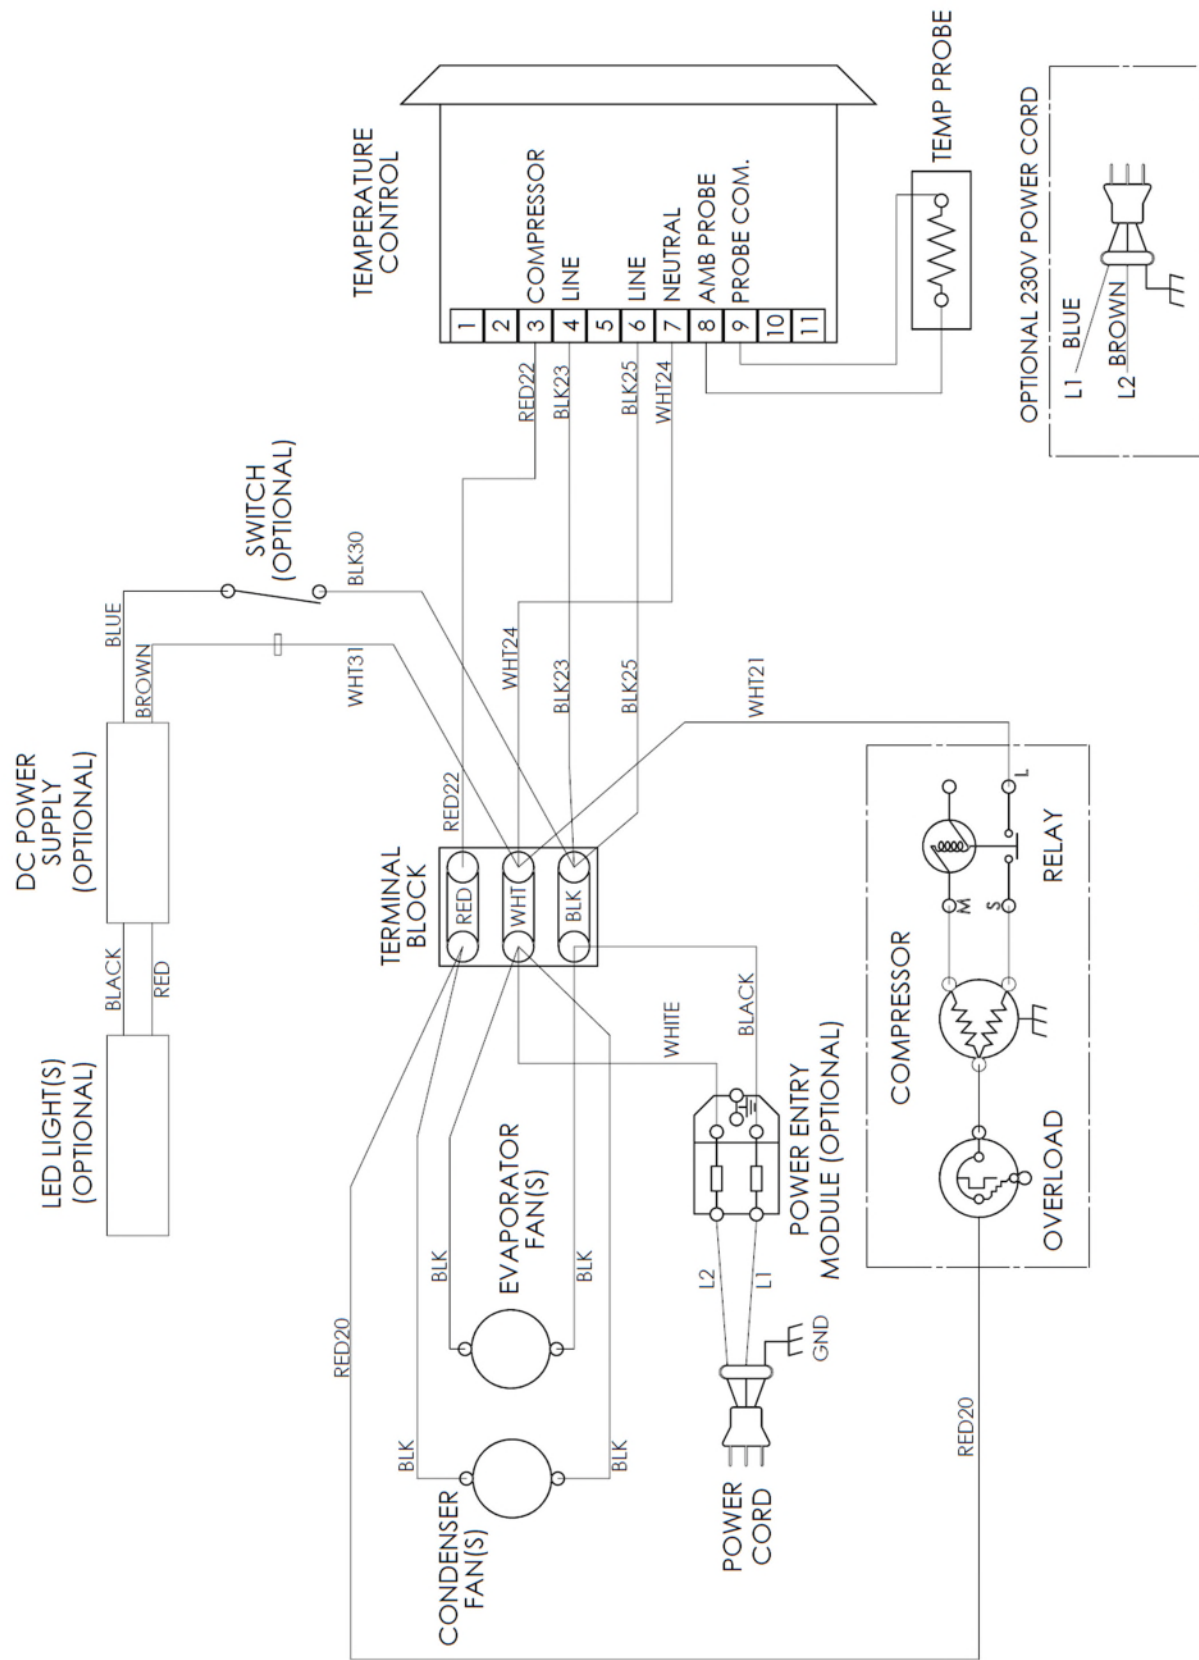 LED LIGHT(S)
(OPTIONAL)
BLACK
RED
DC POWER
SUPPLY
(OPTIONAL)
BLUE
BROWN
SWITCH
(OPTIONAL)
WHT31
BLK30
TEMPERATURE
CONTROL
1
2
3 COMPRESSOR
4 LINE
5
6 LINE
7 NEUTRAL
8 AMB PROBE
9 PROBE COM.
10
11
RED22
BLK23
BLK25
WHT24
RED22
WHT24
BLK23
BLK25
WHT21
TERMINAL
BLOCK
RED
WHT
BLK
TEMP PROBE
OPTIONAL 230V POWER CORD
L1 BLUE
L2 BROWN
RED20
BLK
BLK
CONDENSER
FAN(S)
EVAPORATOR
FAN(S)
BLK
BLK
WHITE
BLACK
POWER ENTRY
MODULE (OPTIONAL)
L2
L1
GND
POWER
CORD
COMPRESSOR
M
S
L
RELAY
OVERLOAD
RED20